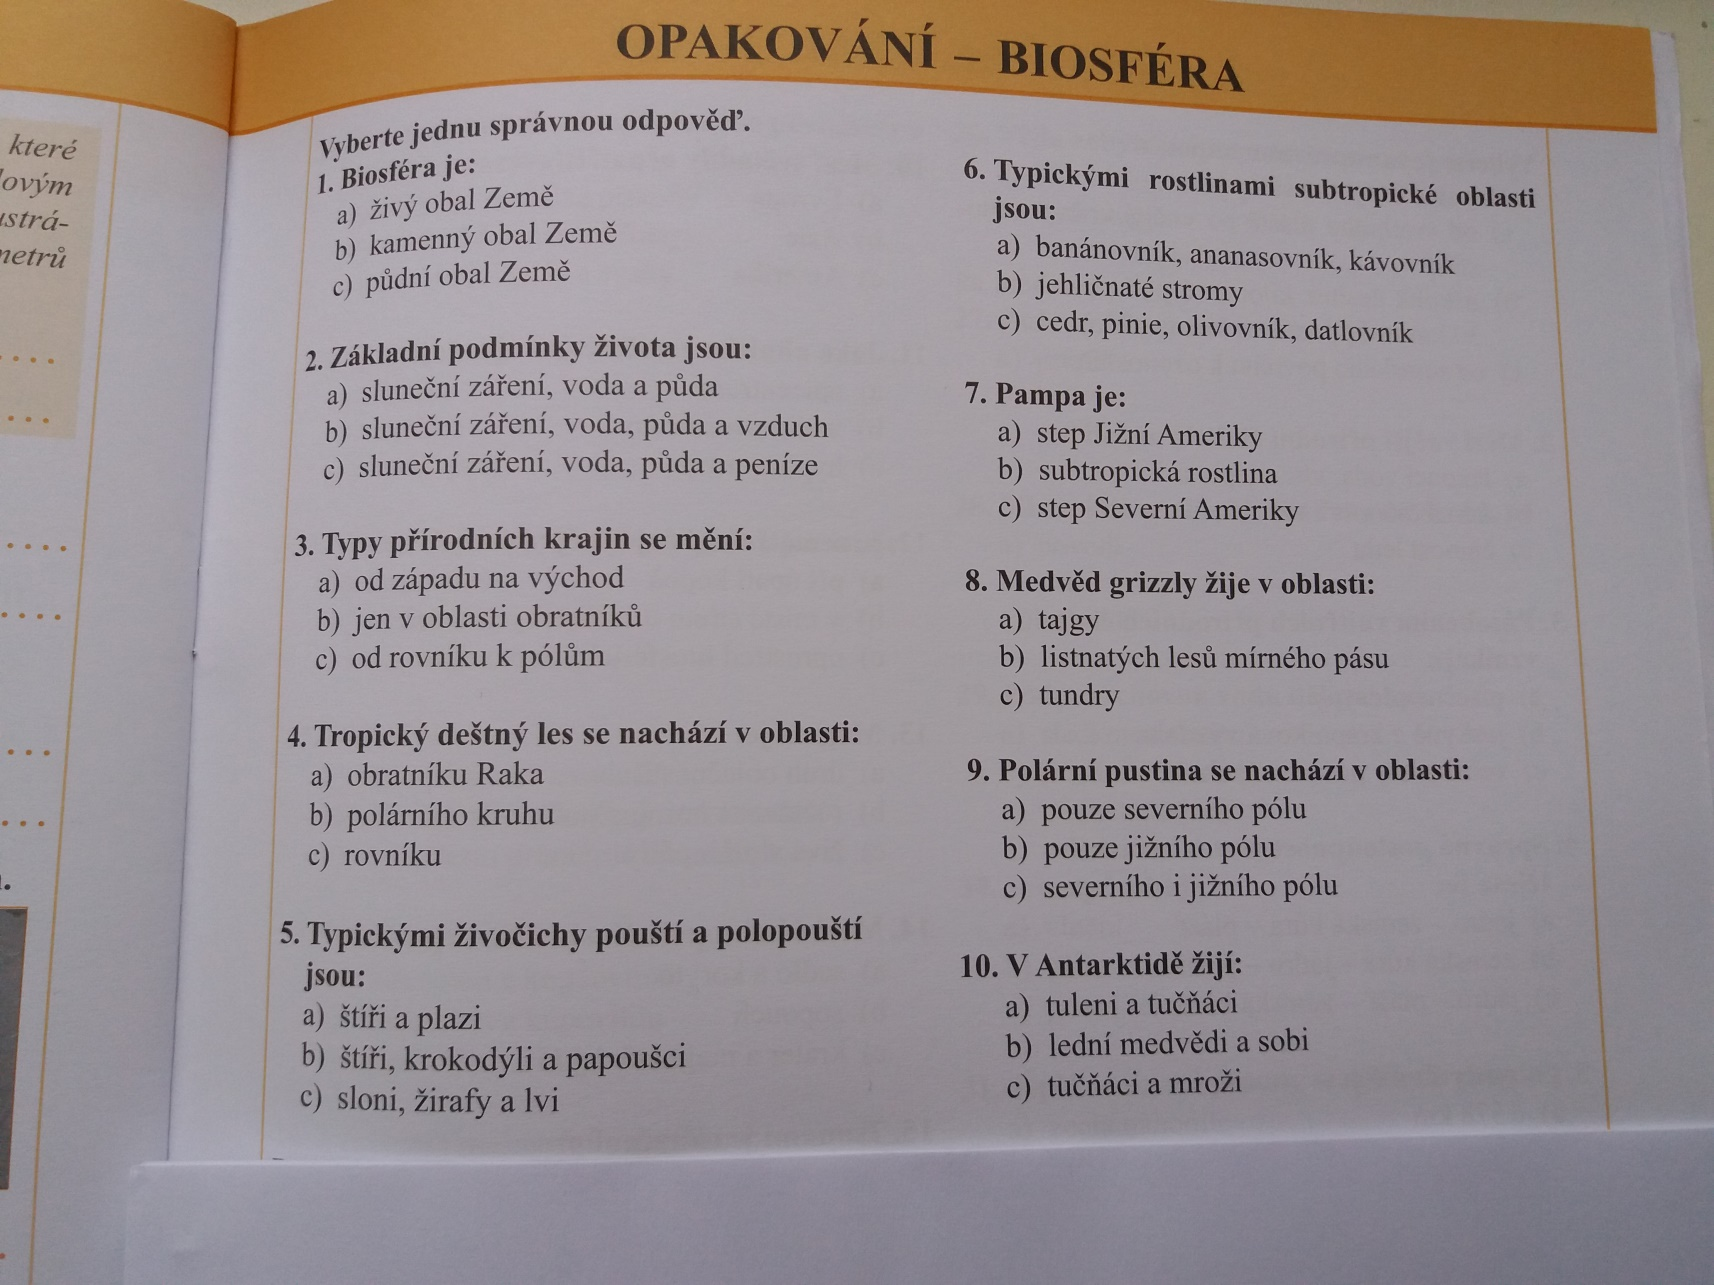 které
metrů
OPAKOVÁNÍ – BIOSFÉRA
Vyberte jednu správnou odpověď.
1. Biosféra je:
a) živý obal Země
b) kamenný obal Země
c) půdní obal Země
2. Základní podmínky života jsou:
a) sluneční záření, voda a půda
b) sluneční záření, voda, půda a vzduch
c) sluneční záření, voda, půda a peníze
3. Typy přírodních krajin se mění:
a) od západu na východ
b) jen v oblasti obratníků
c) od rovníku k pólům
4. Tropický deštný les se nachází v oblasti:
a) obratníku Raka
b) polárního kruhu
c) rovníku
5. Typickými živočichy pouští a polopouští
jsou:
a) štíři a plazi
b) štíři, krokodýli a papoušci
c) sloni, žirafy a lvi
6. Typickými rostlinami subtropické oblasti
jsou:
a) banánovník, ananasovník, kávovník
b) jehličnaté stromy
c) cedr, pinie, olivovník, datlovník
7. Pampa je:
a) step Jižní Ameriky
b) subtropická rostlina
c) step Severní Ameriky
8. Medvěd grizzly žije v oblasti:
a) tajgy
b) listnatých lesů mírného pásu
c) tundry
9. Polární pustina se nachází v oblasti:
a) pouze severního pólu
b) pouze jižního pólu
c) severního i jižního pólu
10. V Antarktidě žijí:
a) tuleni a tučňáci
b) lední medvědi a sobi
c) tučňáci a mroži